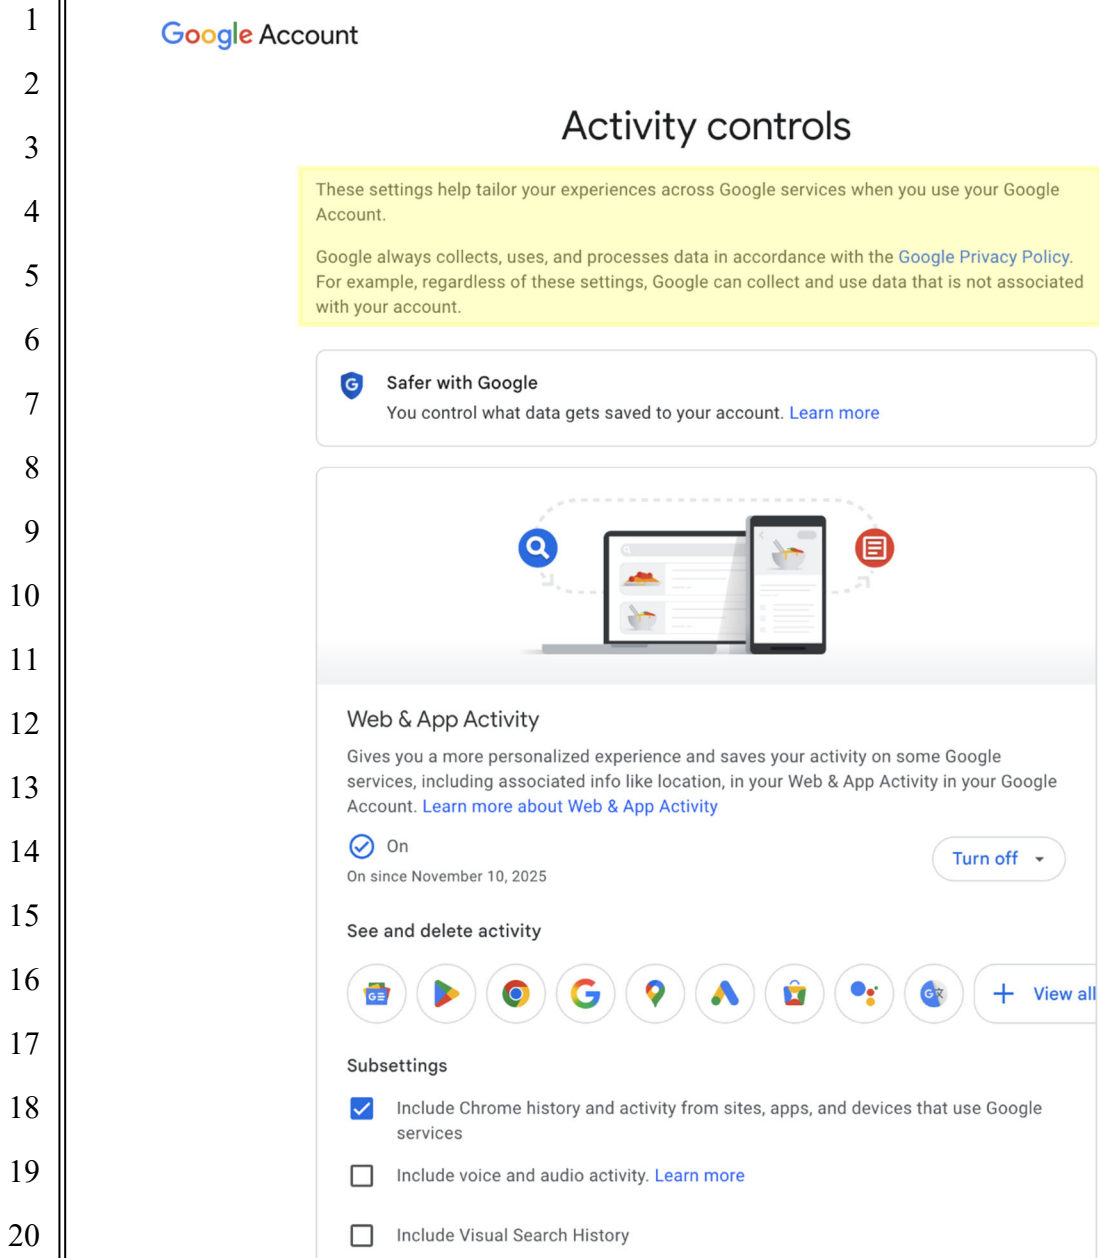 1
Google Account
2
Activity controls
3
These settings help tailor your experiences across Google services when you use your Google
4
Account.
Google always collects, uses, and processes data in accordance with the Google Privacy Policy.
5
For example, regardless of these settings, Google can collect and use data that is not associated
with your account.
6
Safer with Google
7
You control what data gets saved to your account. Learn more
8
9
10
11
12
Web & App Activity
Gives you a more personalized experience and saves your activity on some Google
13
services, including associated info like location, in your Web & App Activity in your Google
Account. Learn more about Web & App Activity
14
On
Turn off
On since November 10, 2025
15
See and delete activity
16
View all
17
Subsettings
18
Include Chrome history and activity from sites, apps, and devices that use Google
services
19
Include voice and audio activity. Learn more
20
Include Visual Search History